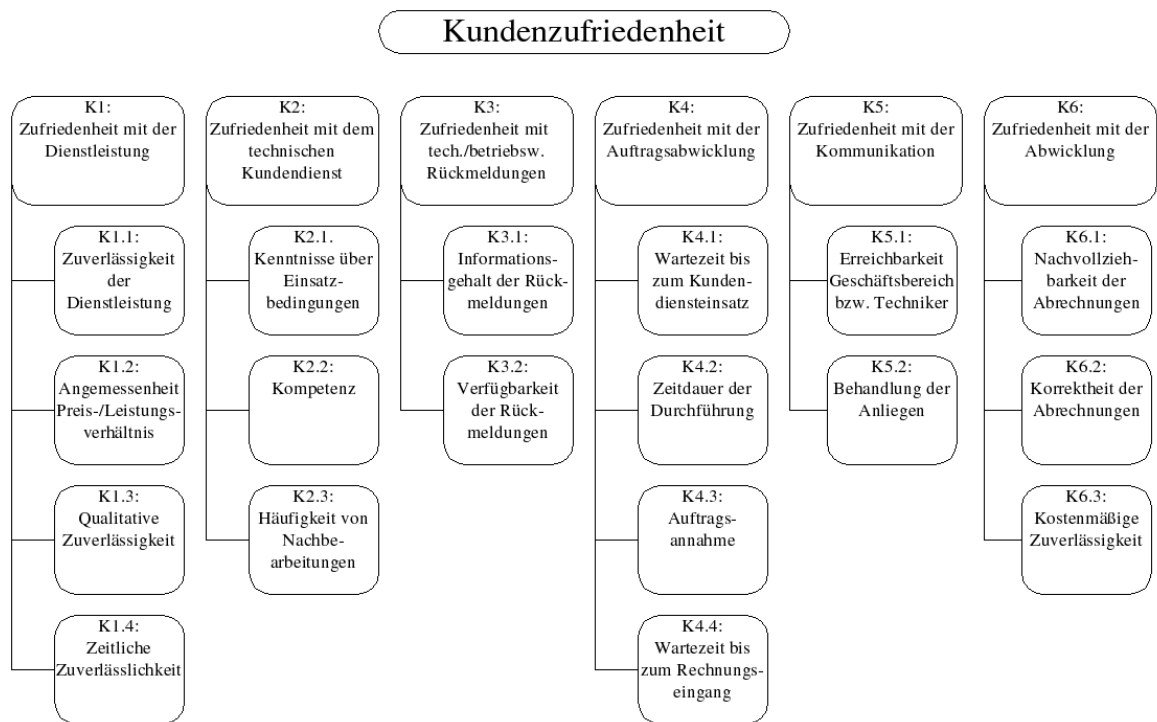 Kundenzufriedenheit
K1:
Zufriedenheit mit der
Dienstleistung
K2:
Zufriedenheit mit dem
technischen
Kundendienst
K3:
Zufriedenheit mit
tech./betriebsw.
Rückmeldungen
K4:
Zufriedenheit mit der
Auftragsabwicklung
K5:
Zufriedenheit mit der
Kommunikation
K6:
Zufriedenheit mit der
Abwicklung
K1.1:
Zuverlässigkeit
der
Dienstleistung
K2.1.
Kenntnisse über
Einsatz-
bedingungen
K3.1:
Informations-
gehalt der Rück-
meldungen
K4.1:
Wartezeit bis
zum Kunden-
diensteinsatz
K5.1:
Erreichbarkeit
Geschäftsbereich
bzw. Techniker
K6.1:
Nachvollzieh-
barkeit der
Abrechnungen
K1.2:
Angemessenheit
Preis-/Leistungs-
verhältnis
K2.2:
Kompetenz
K3.2:
Verfügbarkeit
der Rück-
meldungen
K4.2:
Zeitdauer der
Durchführung
K5.2:
Behandlung der
Anliegen
K6.2:
Korrektheit der
Abrechnungen
K1.3:
Qualitative
Zuverlässigkeit
K2.3:
Häufigkeit von
Nachbe-
arbeitungen
K4.3:
Auftrags-
annahme
K6.3:
Kostenmäßige
Zuverlässigkeit
K1.4:
Zeitliche
Zuverlässlichkeit
K4.4:
Wartezeit bis
zum Rechnungs-
eingang